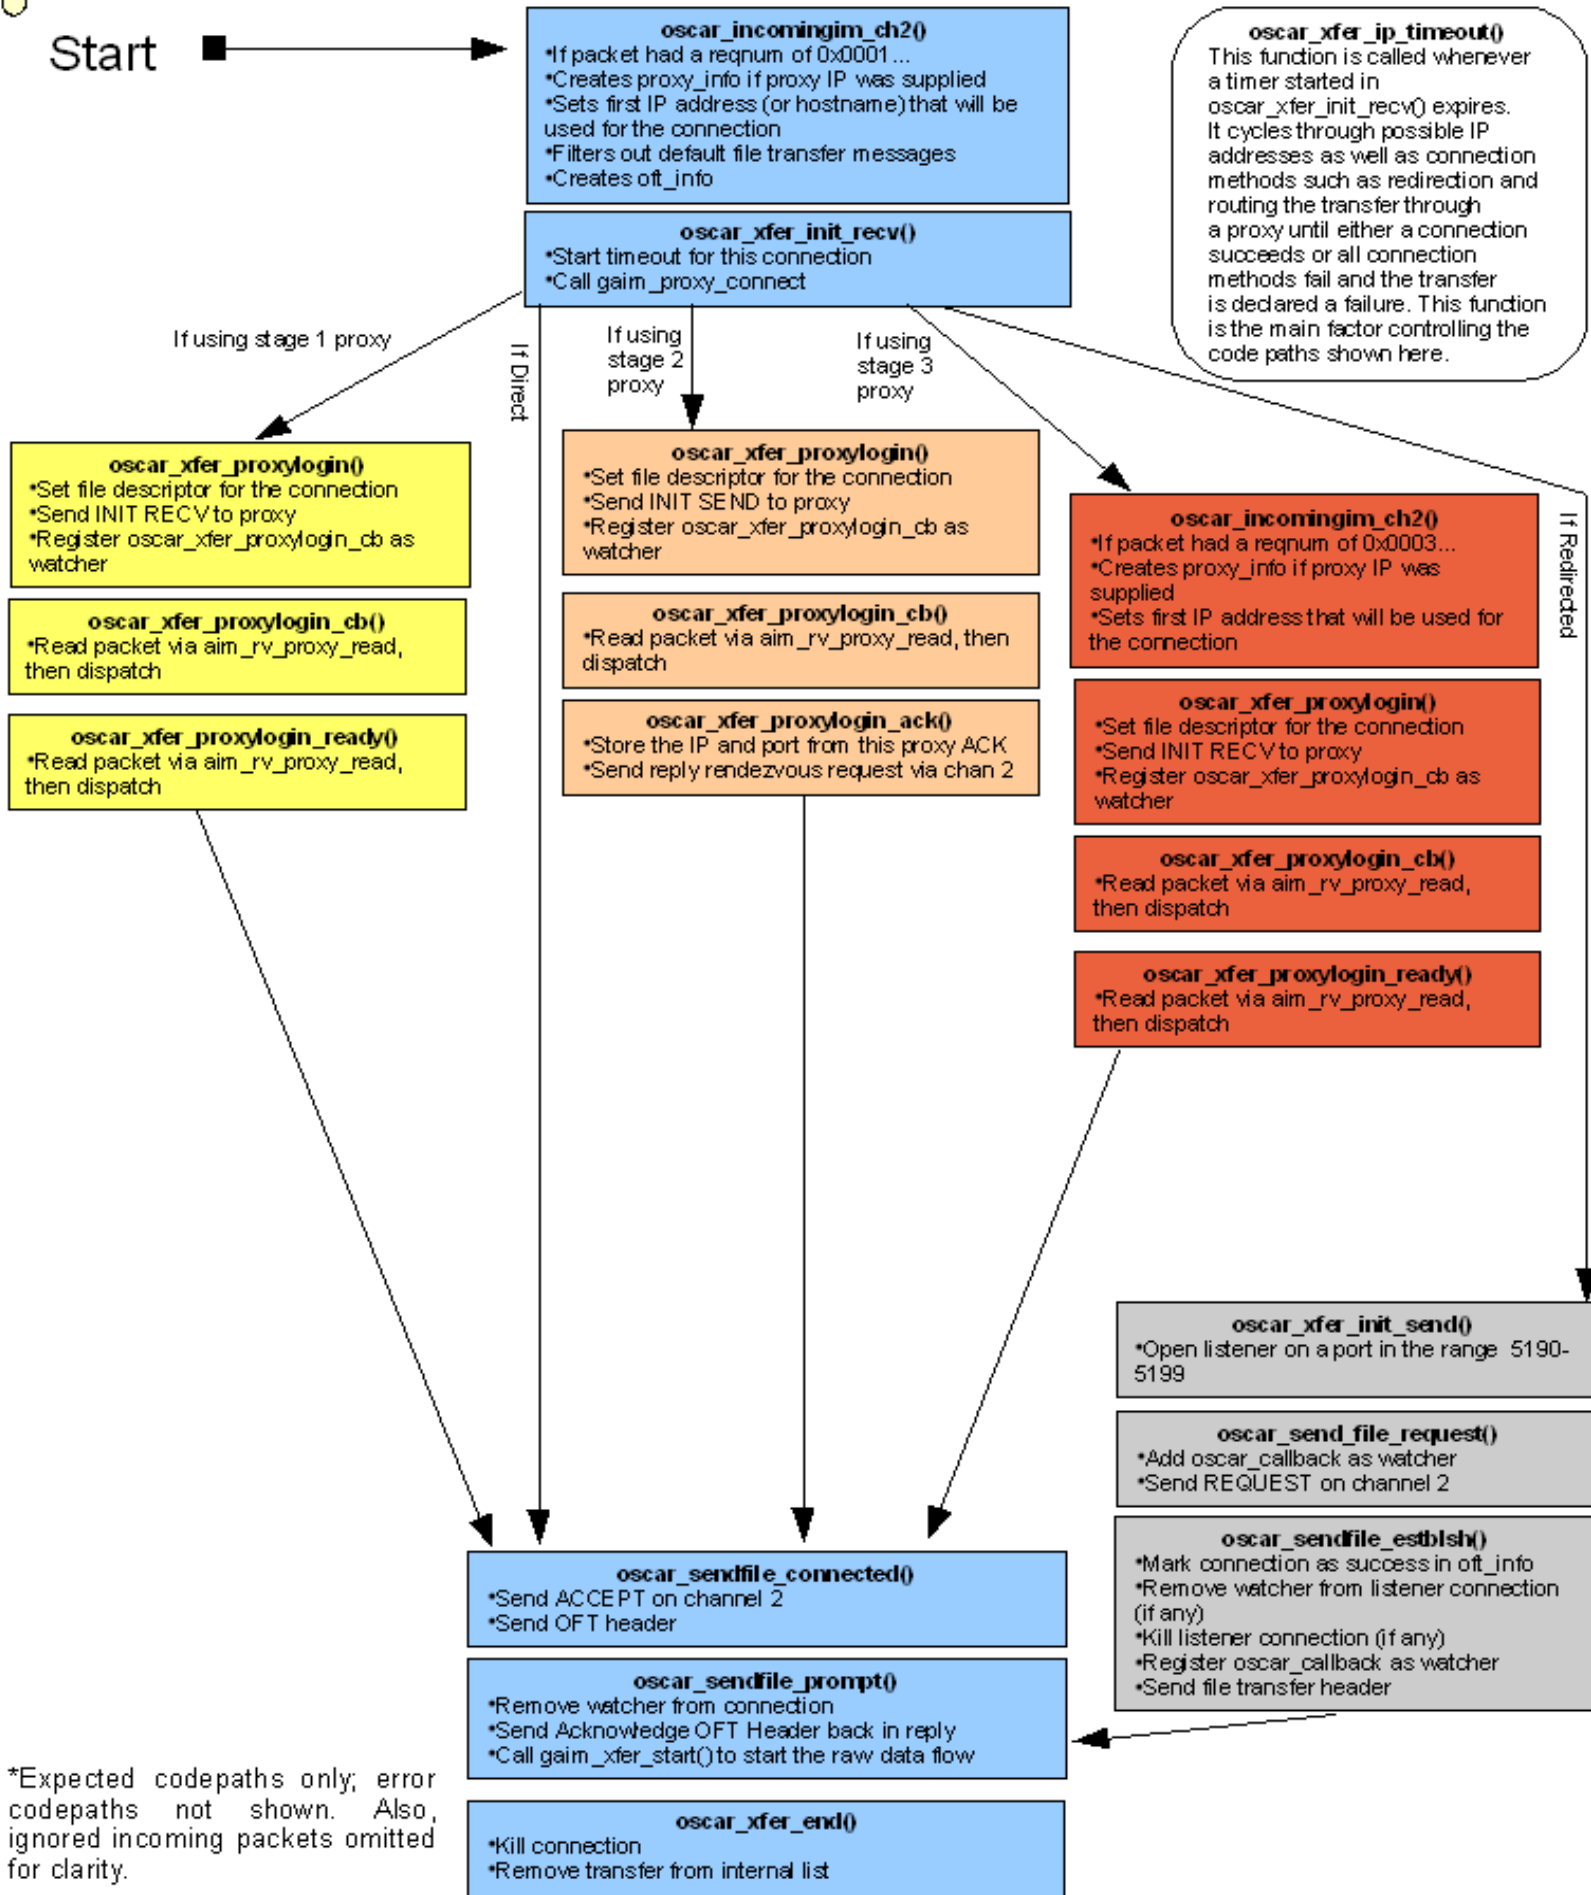 Start
oscar_incomingim_ch2()
•If packet had a reqnum of 0x0001...
•Creates proxy_info if proxy IP was supplied
•Sets first IP address (or hostname) that will be
used for the connection
•Filters out default file transfer messages
•Creates oft_info
oscar_xfer_init_recv()
•Start timeout for this connection
•Call gaim_proxy_connect
oscar_xfer_ip_timeout()
This function is called whenever
a timer started in
oscar_xfer_init_recv() expires.
It cycles through possible IP
addresses as well as connection
methods such as redirection and
routing the transfer through
a proxy until either a connection
succeeds or all connection
methods fail and the transfer
is declared a failure. This function
is the main factor controlling the
code paths shown here.
If using stage 1 proxy
If Direct
If using
stage 2
proxy
If using
stage 3
proxy
If Redirected
oscar_xfer_proxylogin()
•Set file descriptor for the connection
•Send INIT RECV to proxy
•Register oscar_xfer_proxylogin_cb as
watcher
oscar_xfer_proxylogin_cb()
•Read packet via aim_rv_proxy_read,
then dispatch
oscar_xfer_proxylogin_ready()
•Read packet via aim_rv_proxy_read,
then dispatch
oscar_xfer_proxylogin()
•Set file descriptor for the connection
•Send INIT SEND to proxy
•Register oscar_xfer_proxylogin_cb as
watcher
oscar_xfer_proxylogin_cb()
•Read packet via aim_rv_proxy_read, then
dispatch
oscar_xfer_proxylogin_ack()
•Store the IP and port from this proxy ACK
•Send reply rendezvous request via chan 2
oscar_incomingim_ch2()
•If packet had a reqnum of 0x0003...
•Creates proxy_info if proxy IP was
supplied
•Sets first IP address that will be used for
the connection
oscar_xfer_proxylogin()
•Set file descriptor for the connection
•Send INIT RECV to proxy
•Register oscar_xfer_proxylogin_cb as
watcher
oscar_xfer_proxylogin_cb()
•Read packet via aim_rv_proxy_read,
then dispatch
oscar_xfer_proxylogin_ready()
•Read packet via aim_rv_proxy_read,
then dispatch
oscar_xfer_init_send()
•Open listener on a port in the range 5190-
5199
oscar_send_file_request()
•Add oscar_callback as watcher
•Send REQUEST on channel 2
oscar_sendfile_estblsh()
•Mark connection as success in oft_info
•Remove watcher from listener connection
(if any)
•Kill listener connection (if any)
•Register oscar_callback as watcher
•Send file transfer header
oscar_sendfile_connected()
•Send ACCEPT on channel 2
•Send OFT header
oscar_sendfile_prompt()
•Remove watcher from connection
•Send Acknowledge OFT Header back in reply
•Call gaim_xfer_start() to start the raw data flow
oscar_xfer_end()
•Kill connection
•Remove transfer from internal list
*Expected codepaths only; error
codepaths not shown. Also,
ignored incoming packets omitted
for clarity.